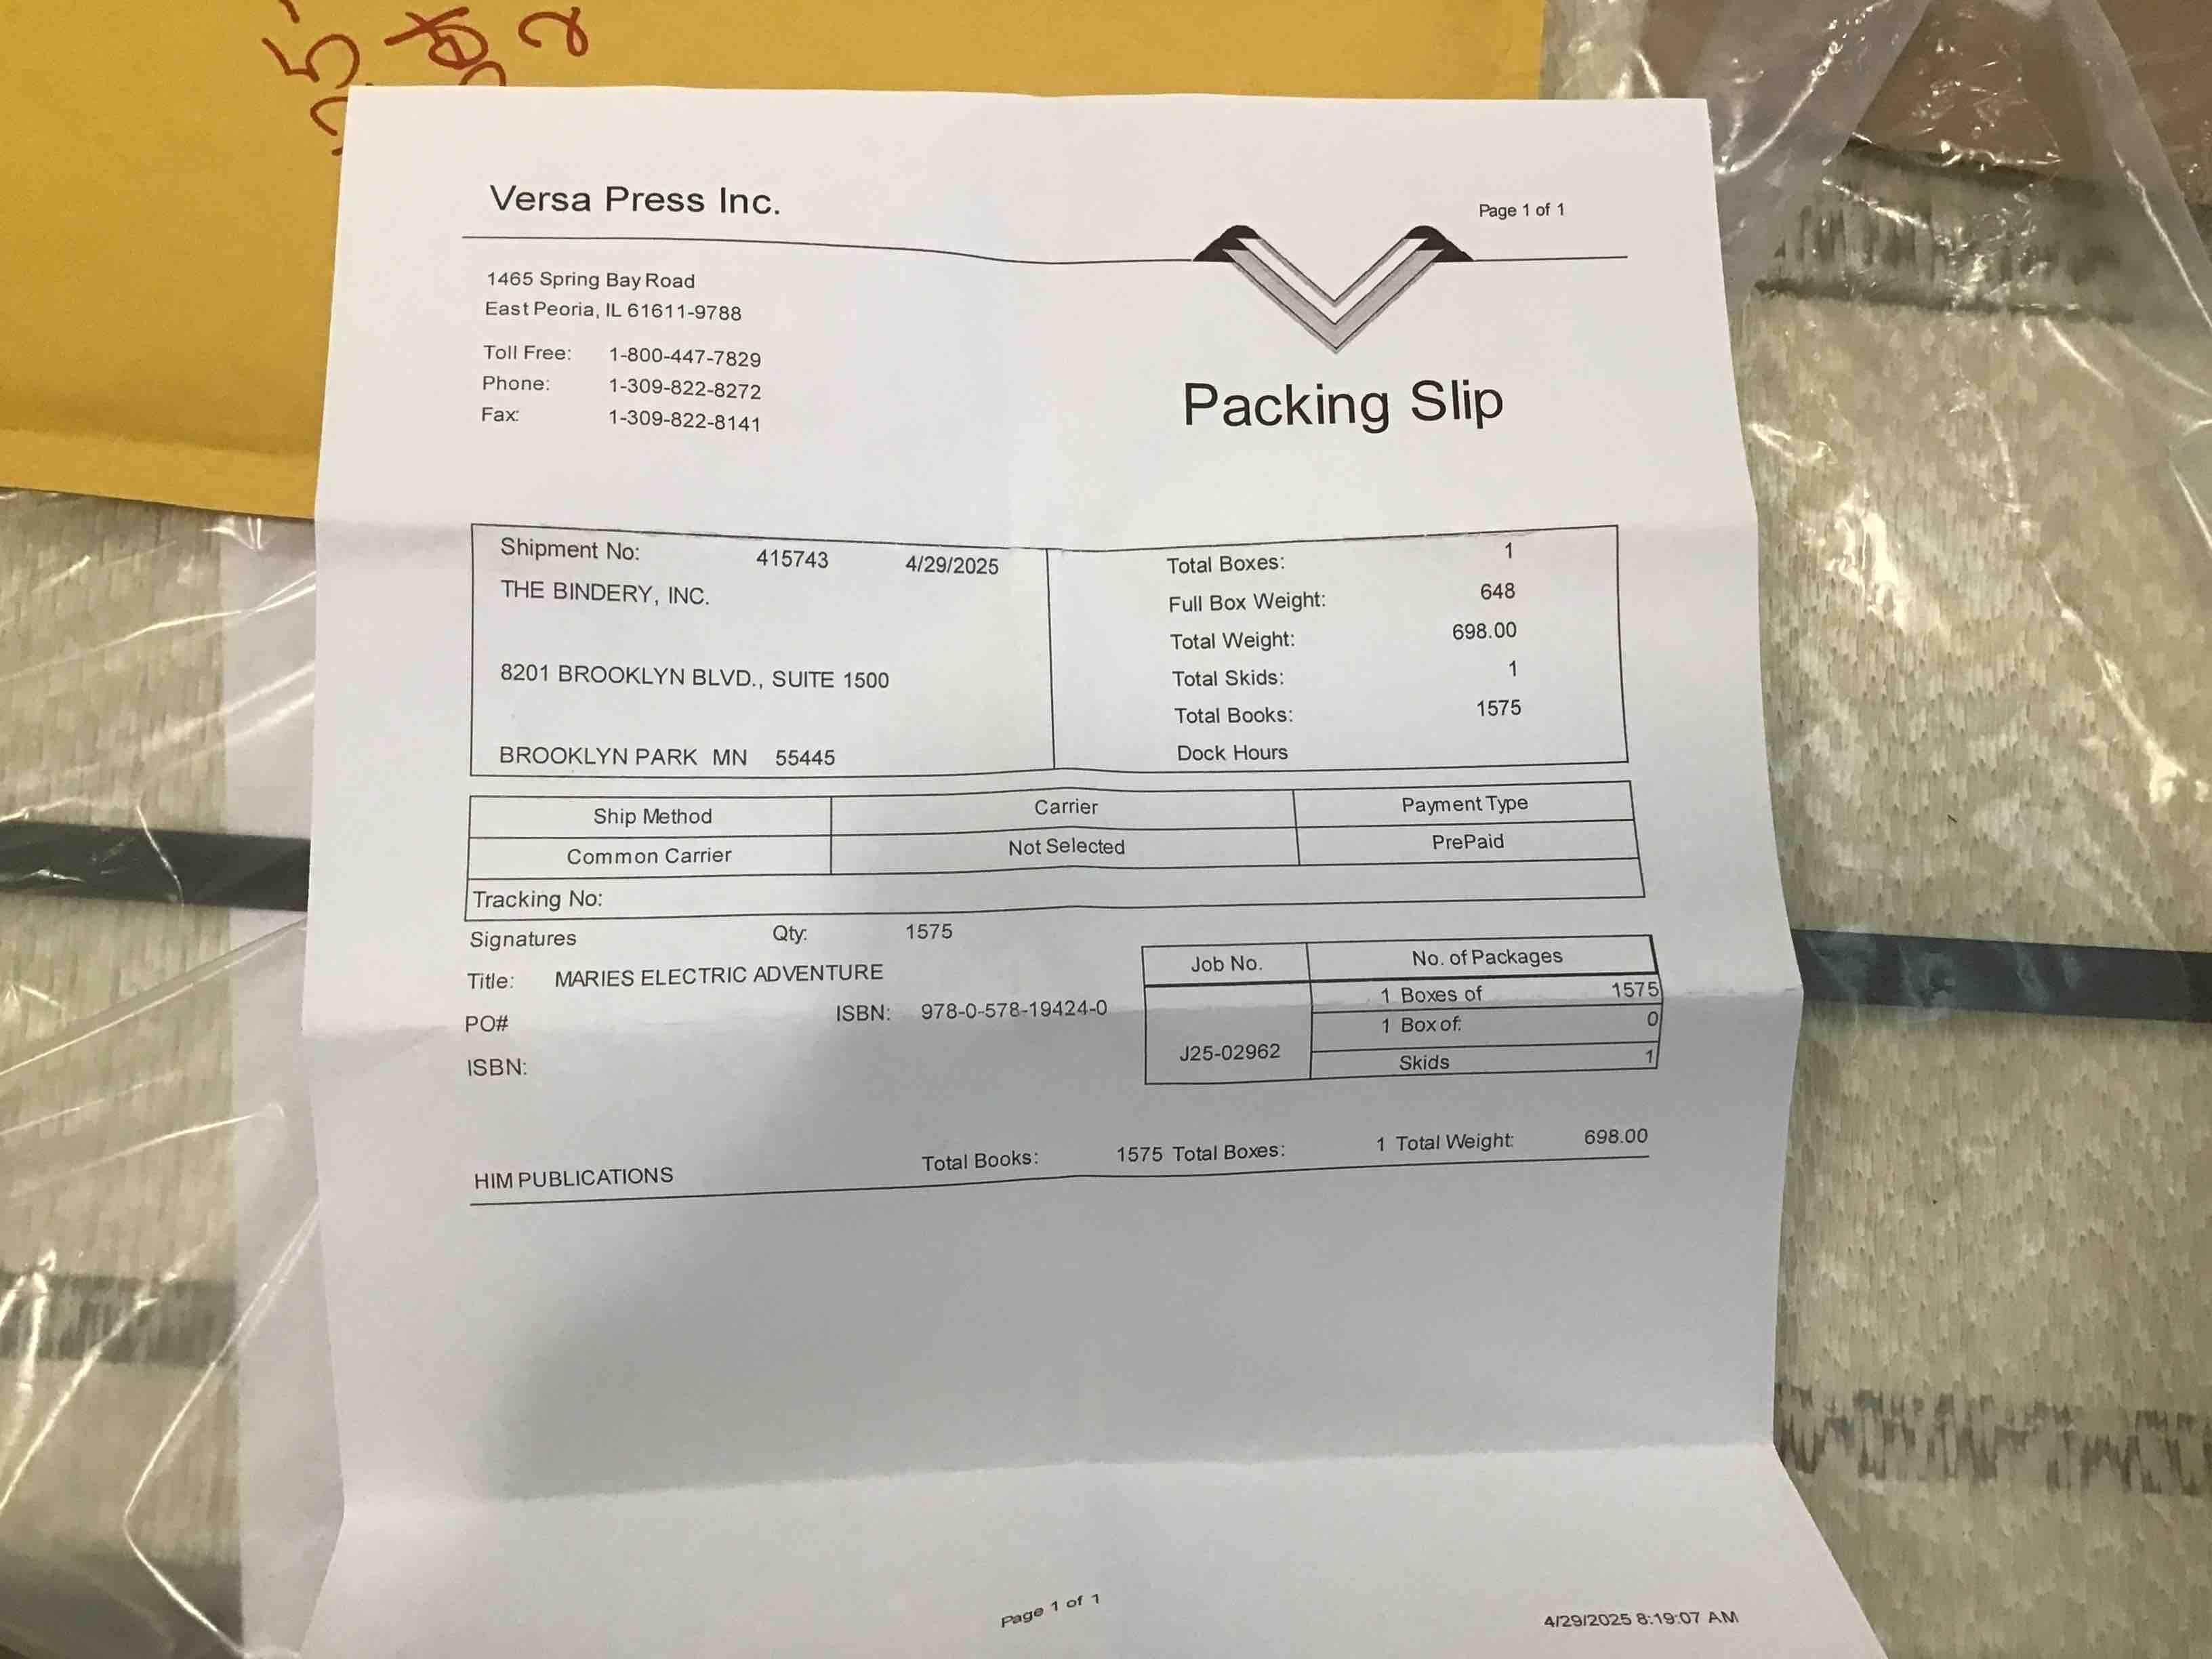 Versa Press Inc.
Page 1 of 1
1465 Spring Bay Road
East Peoria, IL 61611-9788
Toll Free: 1-800-447-7829
Phone: 1-309-822-8272
Fax: 1-309-822-8141
Packing Slip
Shipment No: 415743 4/29/2025
THE BINDERY, INC.
8201 BROOKLYN BLVD., SUITE 1500
BROOKLYN PARK MN 55445
Total Boxes: 1
Full Box Weight: 648
Total Weight: 698.00
Total Skids: 1
Total Books: 1575
Dock Hours
Ship Method Carrier Payment Type
Common Carrier Not Selected PrePaid
Tracking No:
Signatures Qty: 1575
Title: MARIES ELECTRIC ADVENTURE
PO# ISBN: 978-0-578-19424-0
ISBN:
Job No. No. of Packages
1 Boxes of 1575
1 Box of: 0
J25-02962 Skids 1
HIM PUBLICATIONS Total Books: 1575 Total Boxes: 1 Total Weight: 698.00
Page 1 of 1
4/29/2025 8:19:07 AM